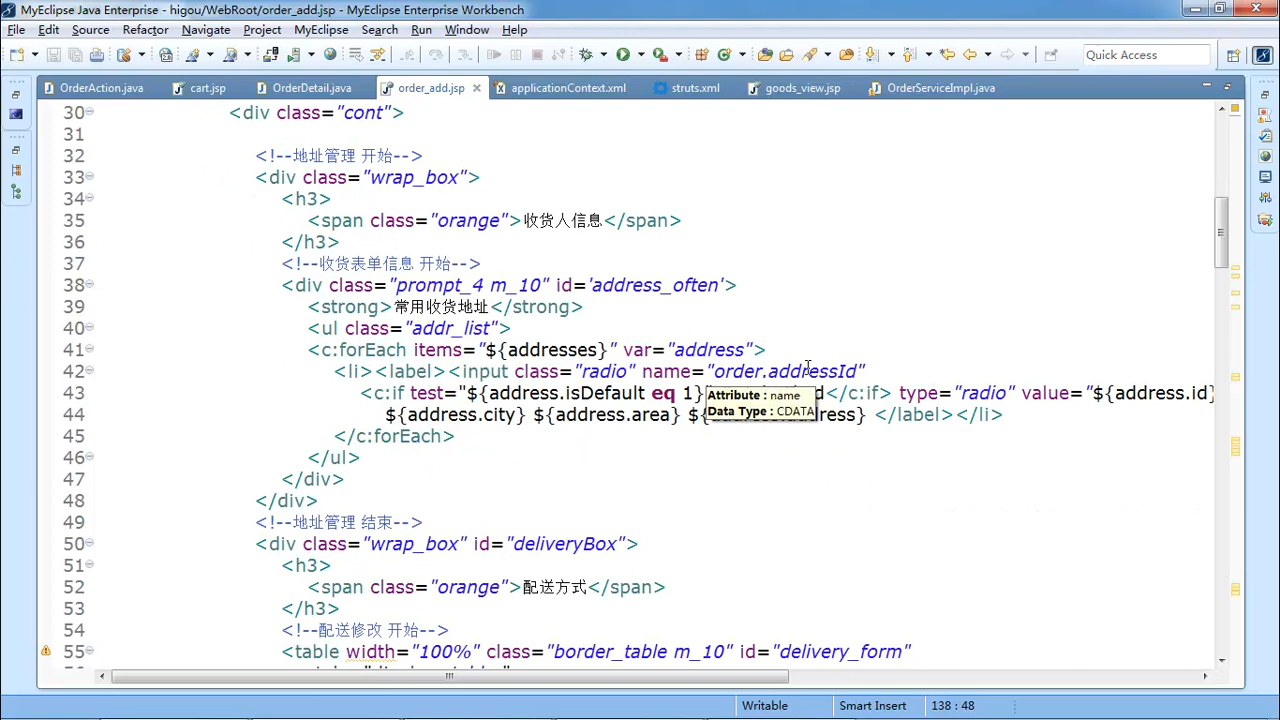 MyEclipse Java Enterprise - higou/WebRoot/order_add.jsp - MyEclipse Enterprise Workbench
File Edit Source Refactor Navigate Project MyEclipse Search Run Window Help
Quick Access
OrderAction.java cart.jsp OrderDetail.java order_add.jsp applicationContext.xml struts.xml goods_view.jsp OrderServiceImpl.java
30 <div class="cont">
31
32 <!--地址管理 开始-->
33 <div class="wrap_box">
34 <h3>
35 <span class="orange">收货人信息</span>
36 </h3>
37 <!--收货表单信息 开始-->
38 <div class="prompt_4 m_10" id='address_often'>
39 <strong>常用收货地址</strong>
40 <ul class="addr_list">
41 <c:forEach items="${addresses}" var="address">
42 <li><label><input class="radio" name="order.addressId"
43 <c:if test="${address.isDefault eq 1}d</c:if> type="radio" value="${address.id}
Attribute : name
Data Type : CDATA
44 ${address.city} ${address.area} ${ress} </label></li>
45 </c:forEach>
46 </ul>
47 </div>
48 </div>
49 <!--地址管理 结束-->
50 <div class="wrap_box" id="deliveryBox">
51 <h3>
52 <span class="orange">配送方式</span>
53 </h3>
54 <!--配送修改 开始-->
55 <table width="100%" class="border_table m_10" id="delivery_form"
Writable Smart Insert 138 : 48